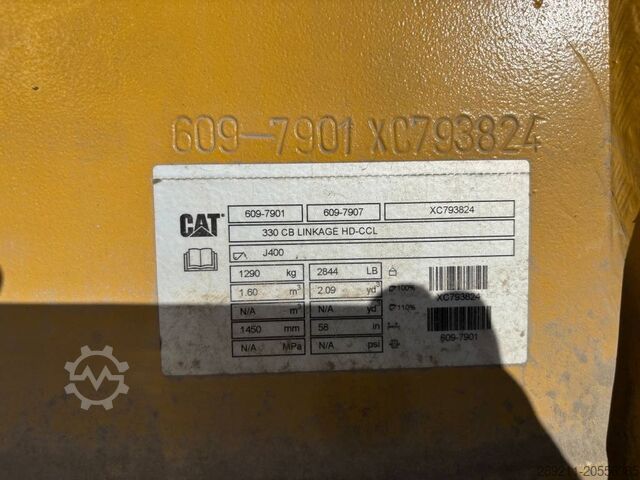 609-7901 XC793824
CAT 609-7901 609-7907 XC793824
330 CB LINKAGE HD-CCL
J400
1290 kg 2844 LB
1.60 m³ 2.09 yd³ 100%
XC793824
N/A m³ N/A yd³ 110%
1450 mm 58 in
609-7901
N/A MPa N/A psi